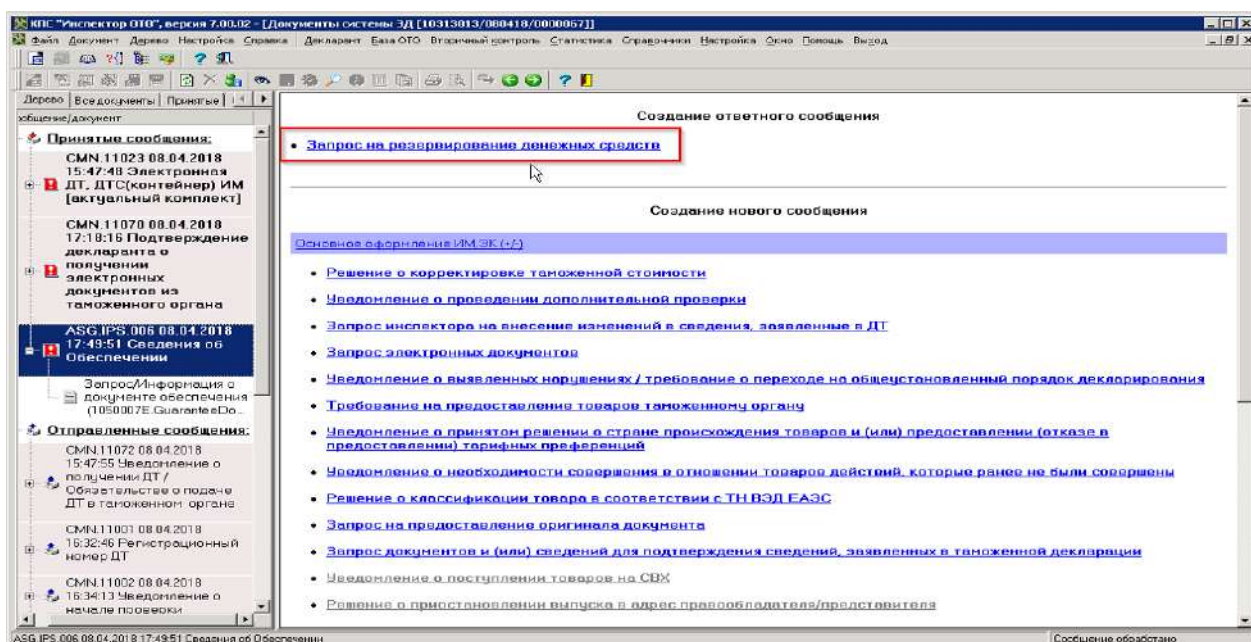 КПС "Инспектор ОТО", версия 7.00.02 - [Документы системы ЭД [10313013/080418/0000067]]
Файл Документ Дерево Настройка Справка Декларант База ОТО Вторичный контроль Статистика Справочники Настройка Окно Помощь Выход
Дерево Все документы Принятые
Сообщение/документ
Принятые сообщения:
CMN.11023 08.04.2018
15:47:48 Электронная
ДТ, ДТС(контейнер) ИМ
[актуальный комплект]
CMN.11070 08.04.2018
17:18:16 Подтверждение
декларанта о
получении
электронных
документов из
таможенного органа
ASG.IPS.006 08.04.2018
17:49:51 Сведения об
Обеспечении
Запрос/Информация о
документе обеспечения
(1050007E.GuaranteeDo...
Отправленные сообщения:
CMN.11072 08.04.2018
15:47:55 Уведомление о
получении ДТ /
Обязательстве о подаче
ДТ в таможенном органе
CMN.11001 08.04.2018
16:32:46 Регистрационный
номер ДТ
CMN.11002 08.04.2018
16:34:13 Уведомление о
начале проверки
Создание ответного сообщения
• Запрос на резервирование денежных средств
Создание нового сообщения
Основное оформление ИМ,ЭК (+/-)
• Решение о корректировке таможенной стоимости
• Уведомление о проведении дополнительной проверки
• Запрос инспектора на внесение изменений в сведения, заявленные в ДТ
• Запрос электронных документов
• Уведомление о выявленных нарушениях / требование о переходе на общеустановленный порядок декларирования
• Требование на предоставление товаров таможенному органу
• Уведомление о принятом решении о стране происхождения товаров и (или) предоставлении (отказе в
предоставлении) тарифных преференций
• Уведомление о необходимости совершения в отношении товаров действий, которые ранее не были совершены
• Решение о классификации товара в соответствии с ТН ВЭД ЕАЭС
• Запрос на предоставление оригинала документа
• Запрос документов и (или) сведений для подтверждения сведений, заявленных в таможенной декларации
• Уведомление о поступлении товаров на СВХ
• Решение о приостановлении выпуска в адрес правообладателя/представителя
ASG.IPS.006 08.04.2018 17:49:51 Сведения об Обеспечении
Сообщение обработано